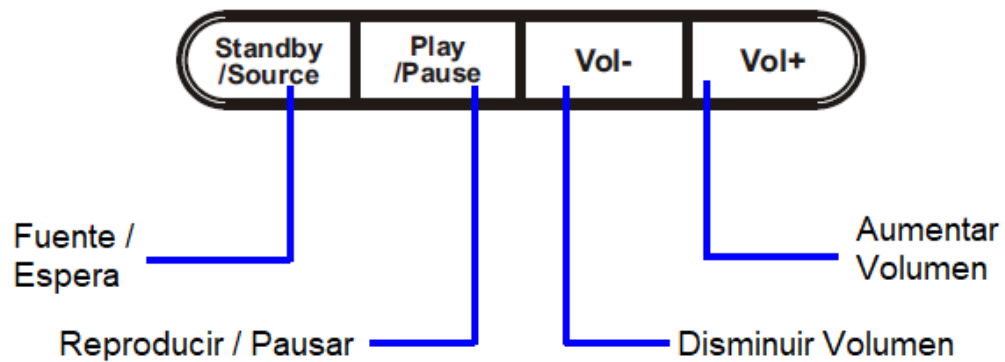 Standby
/Source
Play
/Pause
Vol-
Vol+
Fuente /
Espera
Aumentar
Volumen
Reproducir / Pausar
Disminuir Volumen